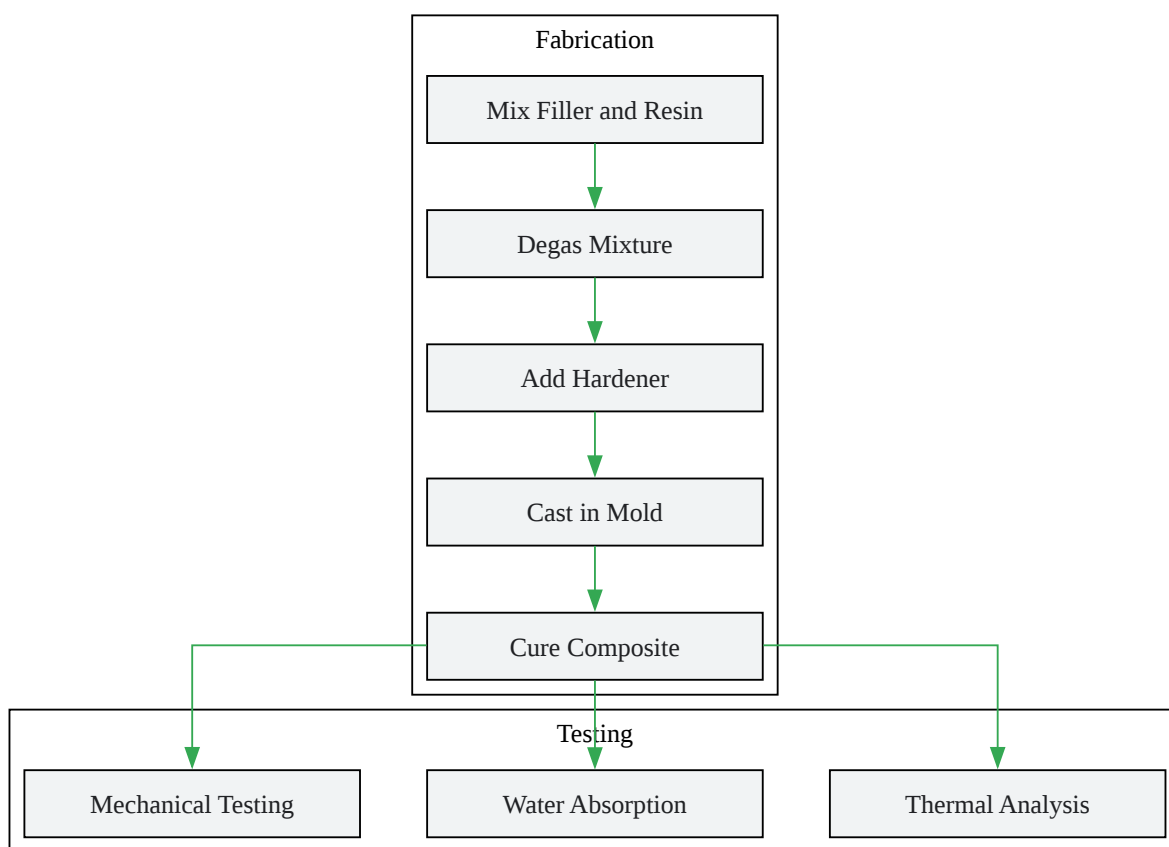 Fabrication
Mix Filler and Resin
Degas Mixture
Add Hardener
Cast in Mold
Cure Composite
Testing
Mechanical Testing
Water Absorption
Thermal Analysis